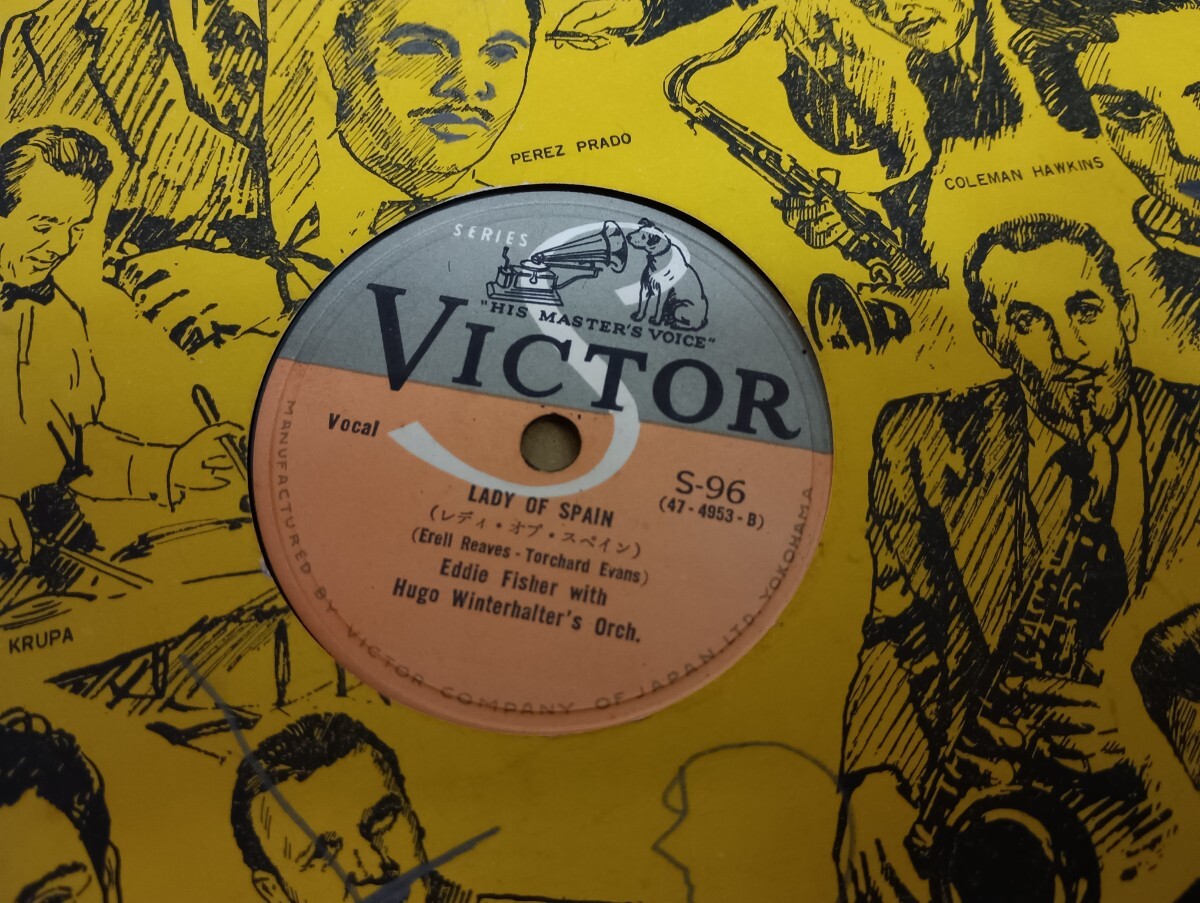 PEREZ PRADO
COLEMAN HAWKINS
KRUPA
SERIES
S
"HIS MASTER'S VOICE"
VICTOR
Vocal
S-96
(47-4953-B)
LADY OF SPAIN
(レディ・オブ・スペイン)
(Erell Reaves - Torchard Evans)
Eddie Fisher with
Hugo Winterhalter's Orch.
MANUFACTURED BY VICTOR COMPANY OF JAPAN, LTD. YOKOHAMA